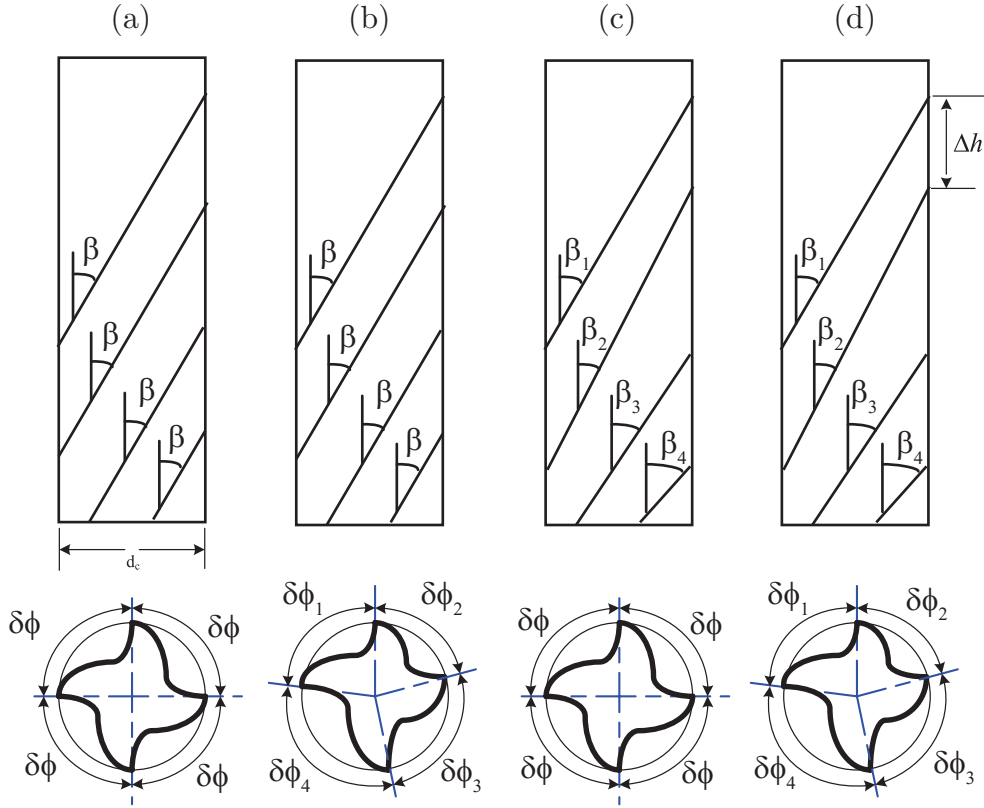 (a) (b) (c) (d)
Δh
β β β₁ β₁
β β β₂ β₂
β β β₃ β₃
β β β₄ β₄
d_c
δϕ δϕ δϕ₁ δϕ₂ δϕ δϕ δϕ₁ δϕ₂
δϕ δϕ δϕ₄ δϕ₃ δϕ δϕ δϕ₄ δϕ₃